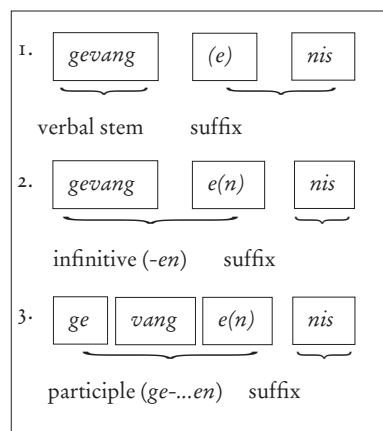 1. gevang (e) nis
verbal stem suffix
2. gevang e(n) nis
infinitive (-en) suffix
3. ge vang e(n) nis
participle (ge-...en) suffix